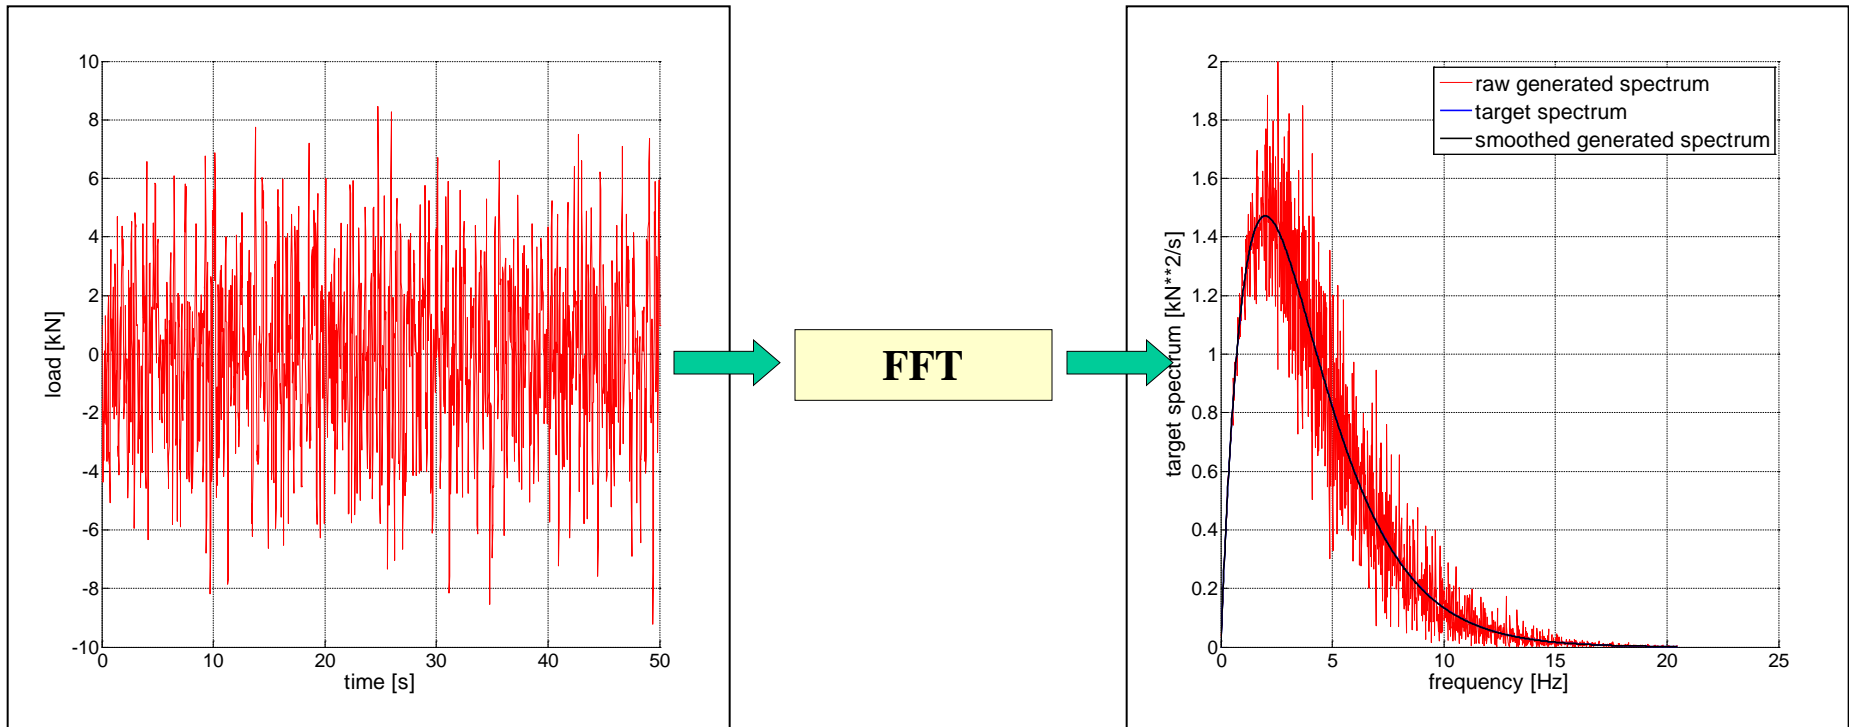 10
8
6
4
2
0
-2
-4
-6
-8
-10
load [kN]
0 10 20 30 40 50
time [s]
FFT
2
1.8
1.6
1.4
1.2
1
0.8
0.6
0.4
0.2
0
target spectrum [kN**2/s]
raw generated spectrum
target spectrum
smoothed generated spectrum
0 5 10 15 20 25
frequency [Hz]